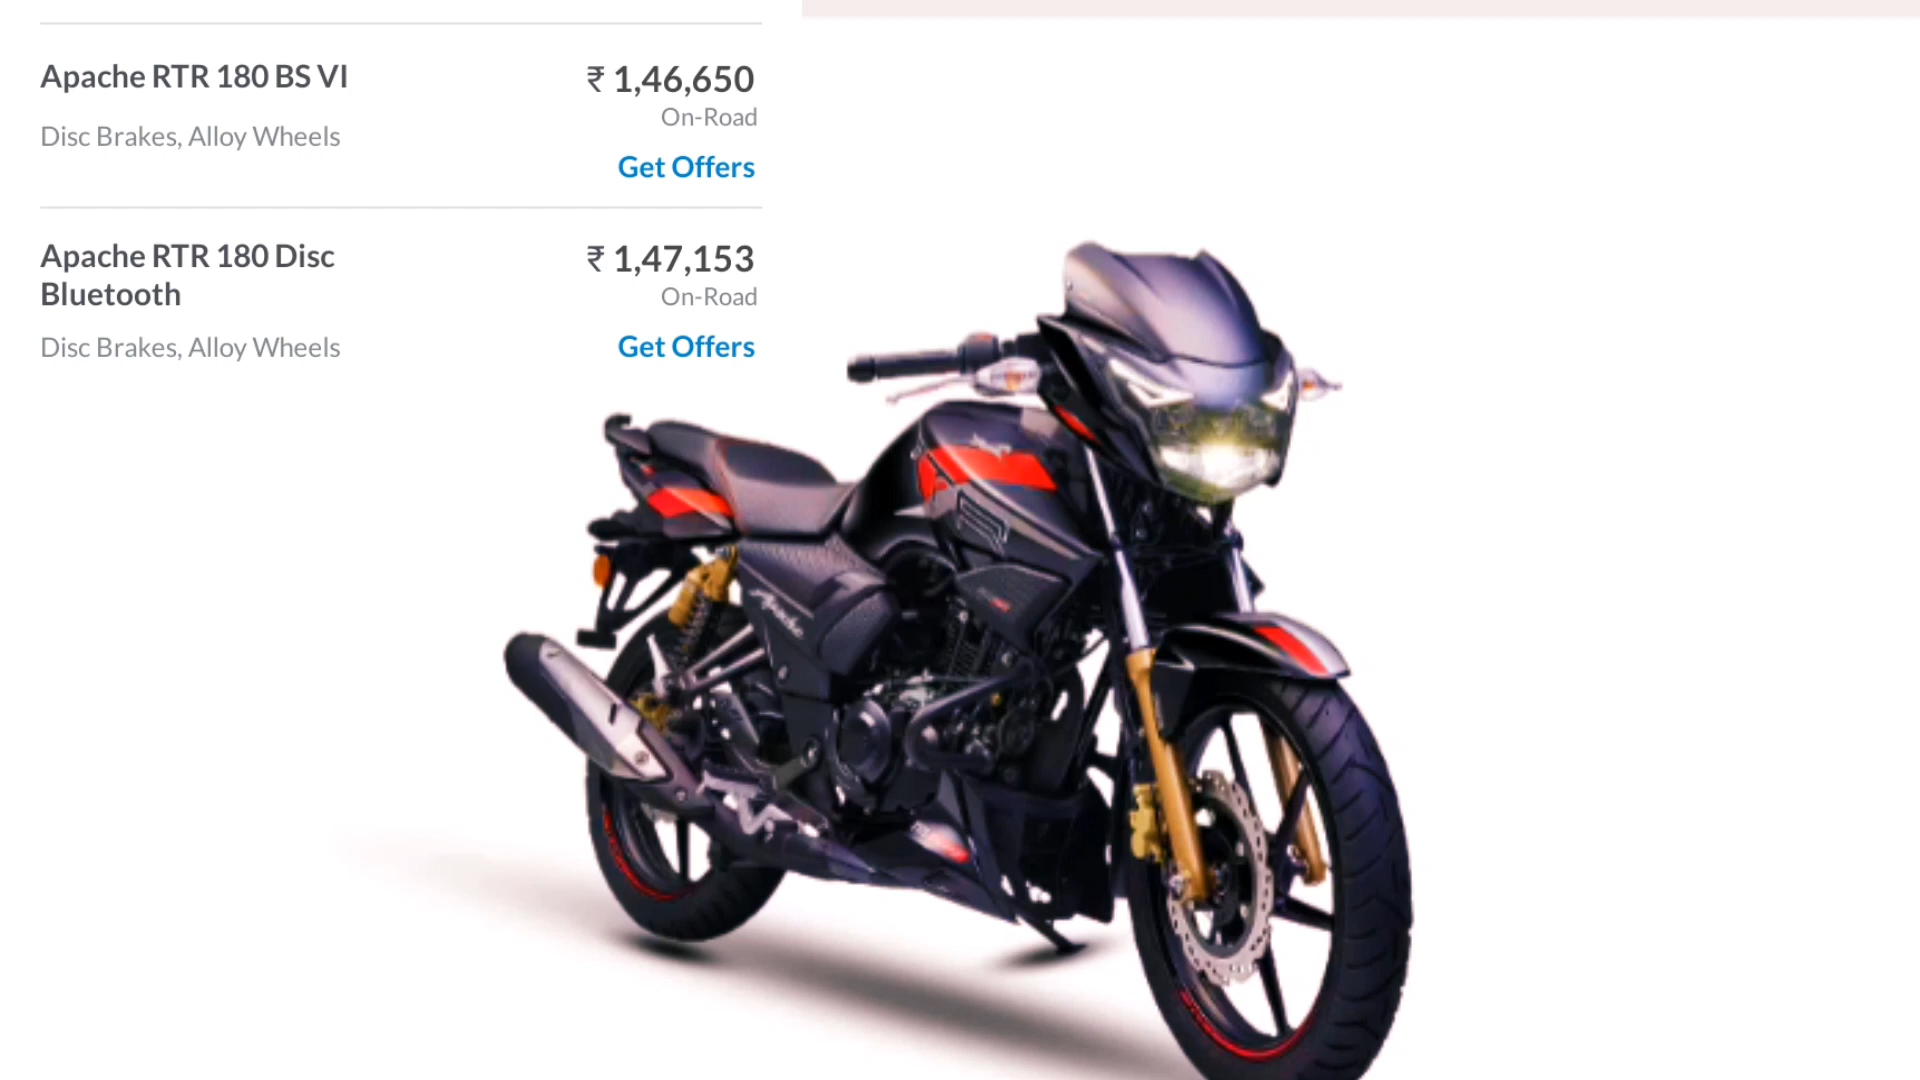 Apache RTR 180 BS VI
₹ 1,46,650
On-Road
Disc Brakes, Alloy Wheels
Get Offers
Apache RTR 180 Disc
Bluetooth
₹ 1,47,153
On-Road
Disc Brakes, Alloy Wheels
Get Offers
Apache